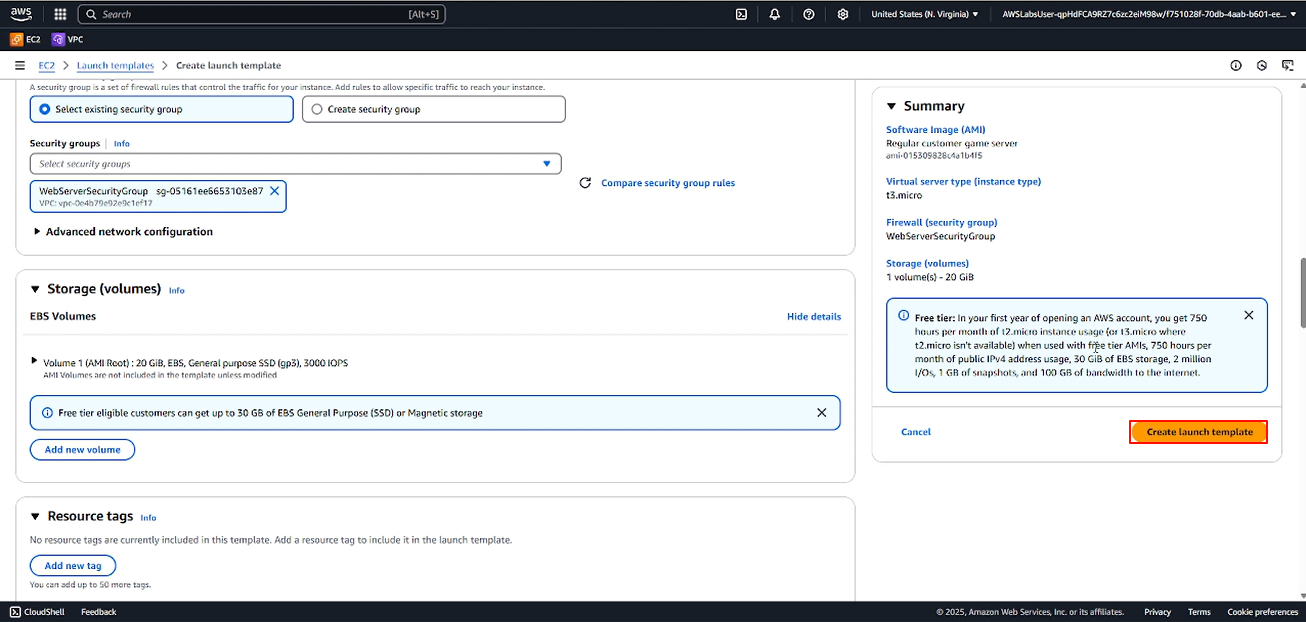 aws
Search
[Alt+S]
United States (N. Virginia)
AWSLabsUser-qpHdFCA9RZ7c6zc2eiM98w/f751028f-70db-4aab-b601-ee...
EC2
VPC
EC2 > Launch templates > Create launch template
A security group is a set of firewall rules that control the traffic for your instance. Add rules to allow specific traffic to reach your instance.
Select existing security group
Create security group
Security groups
Info
Select security groups
WebServerSecurityGroup sg-05161ee6653103e87
VPC: vpc-0e4b79e92e9c1ef17
Compare security group rules
Advanced network configuration
Storage (volumes) Info
EBS Volumes
Hide details
Volume 1 (AMI Root) : 20 GiB, EBS, General purpose SSD (gp3), 3000 IOPS
AMI Volumes are not included in the template unless modified
Free tier eligible customers can get up to 30 GB of EBS General Purpose (SSD) or Magnetic storage
Add new volume
Resource tags Info
No resource tags are currently included in this template. Add a resource tag to include it in the launch template.
Add new tag
You can add up to 50 more tags.
Summary
Software Image (AMI)
Regular customer game server
ami-015309828c4a1b4f5
Virtual server type (instance type)
t3.micro
Firewall (security group)
WebServerSecurityGroup
Storage (volumes)
1 volume(s) - 20 GiB
Free tier: In your first year of opening an AWS account, you get 750
hours per month of t2.micro instance usage (or t3.micro where
t2.micro isn't available) when used with free tier AMIs, 750 hours per
month of public IPv4 address usage, 30 GiB of EBS storage, 2 million
I/Os, 1 GB of snapshots, and 100 GB of bandwidth to the internet.
Cancel
Create launch template
CloudShell
Feedback
© 2025, Amazon Web Services, Inc. or its affiliates.
Privacy
Terms
Cookie preferences